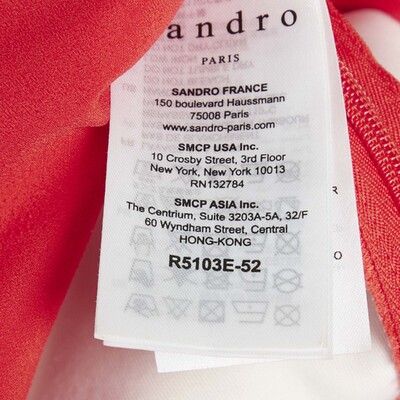 andro
PARIS
SANDRO FRANCE
150 boulevard Haussmann
75008 Paris
www.sandro-paris.com
SMCP USA Inc.
10 Crosby Street, 3rd Floor
New York, New York 10013
RN132784
SMCP ASIA Inc.
The Centrium, Suite 3203A-5A, 32/F
60 Wyndham Street, Central
HONG-KONG
R5103E-52